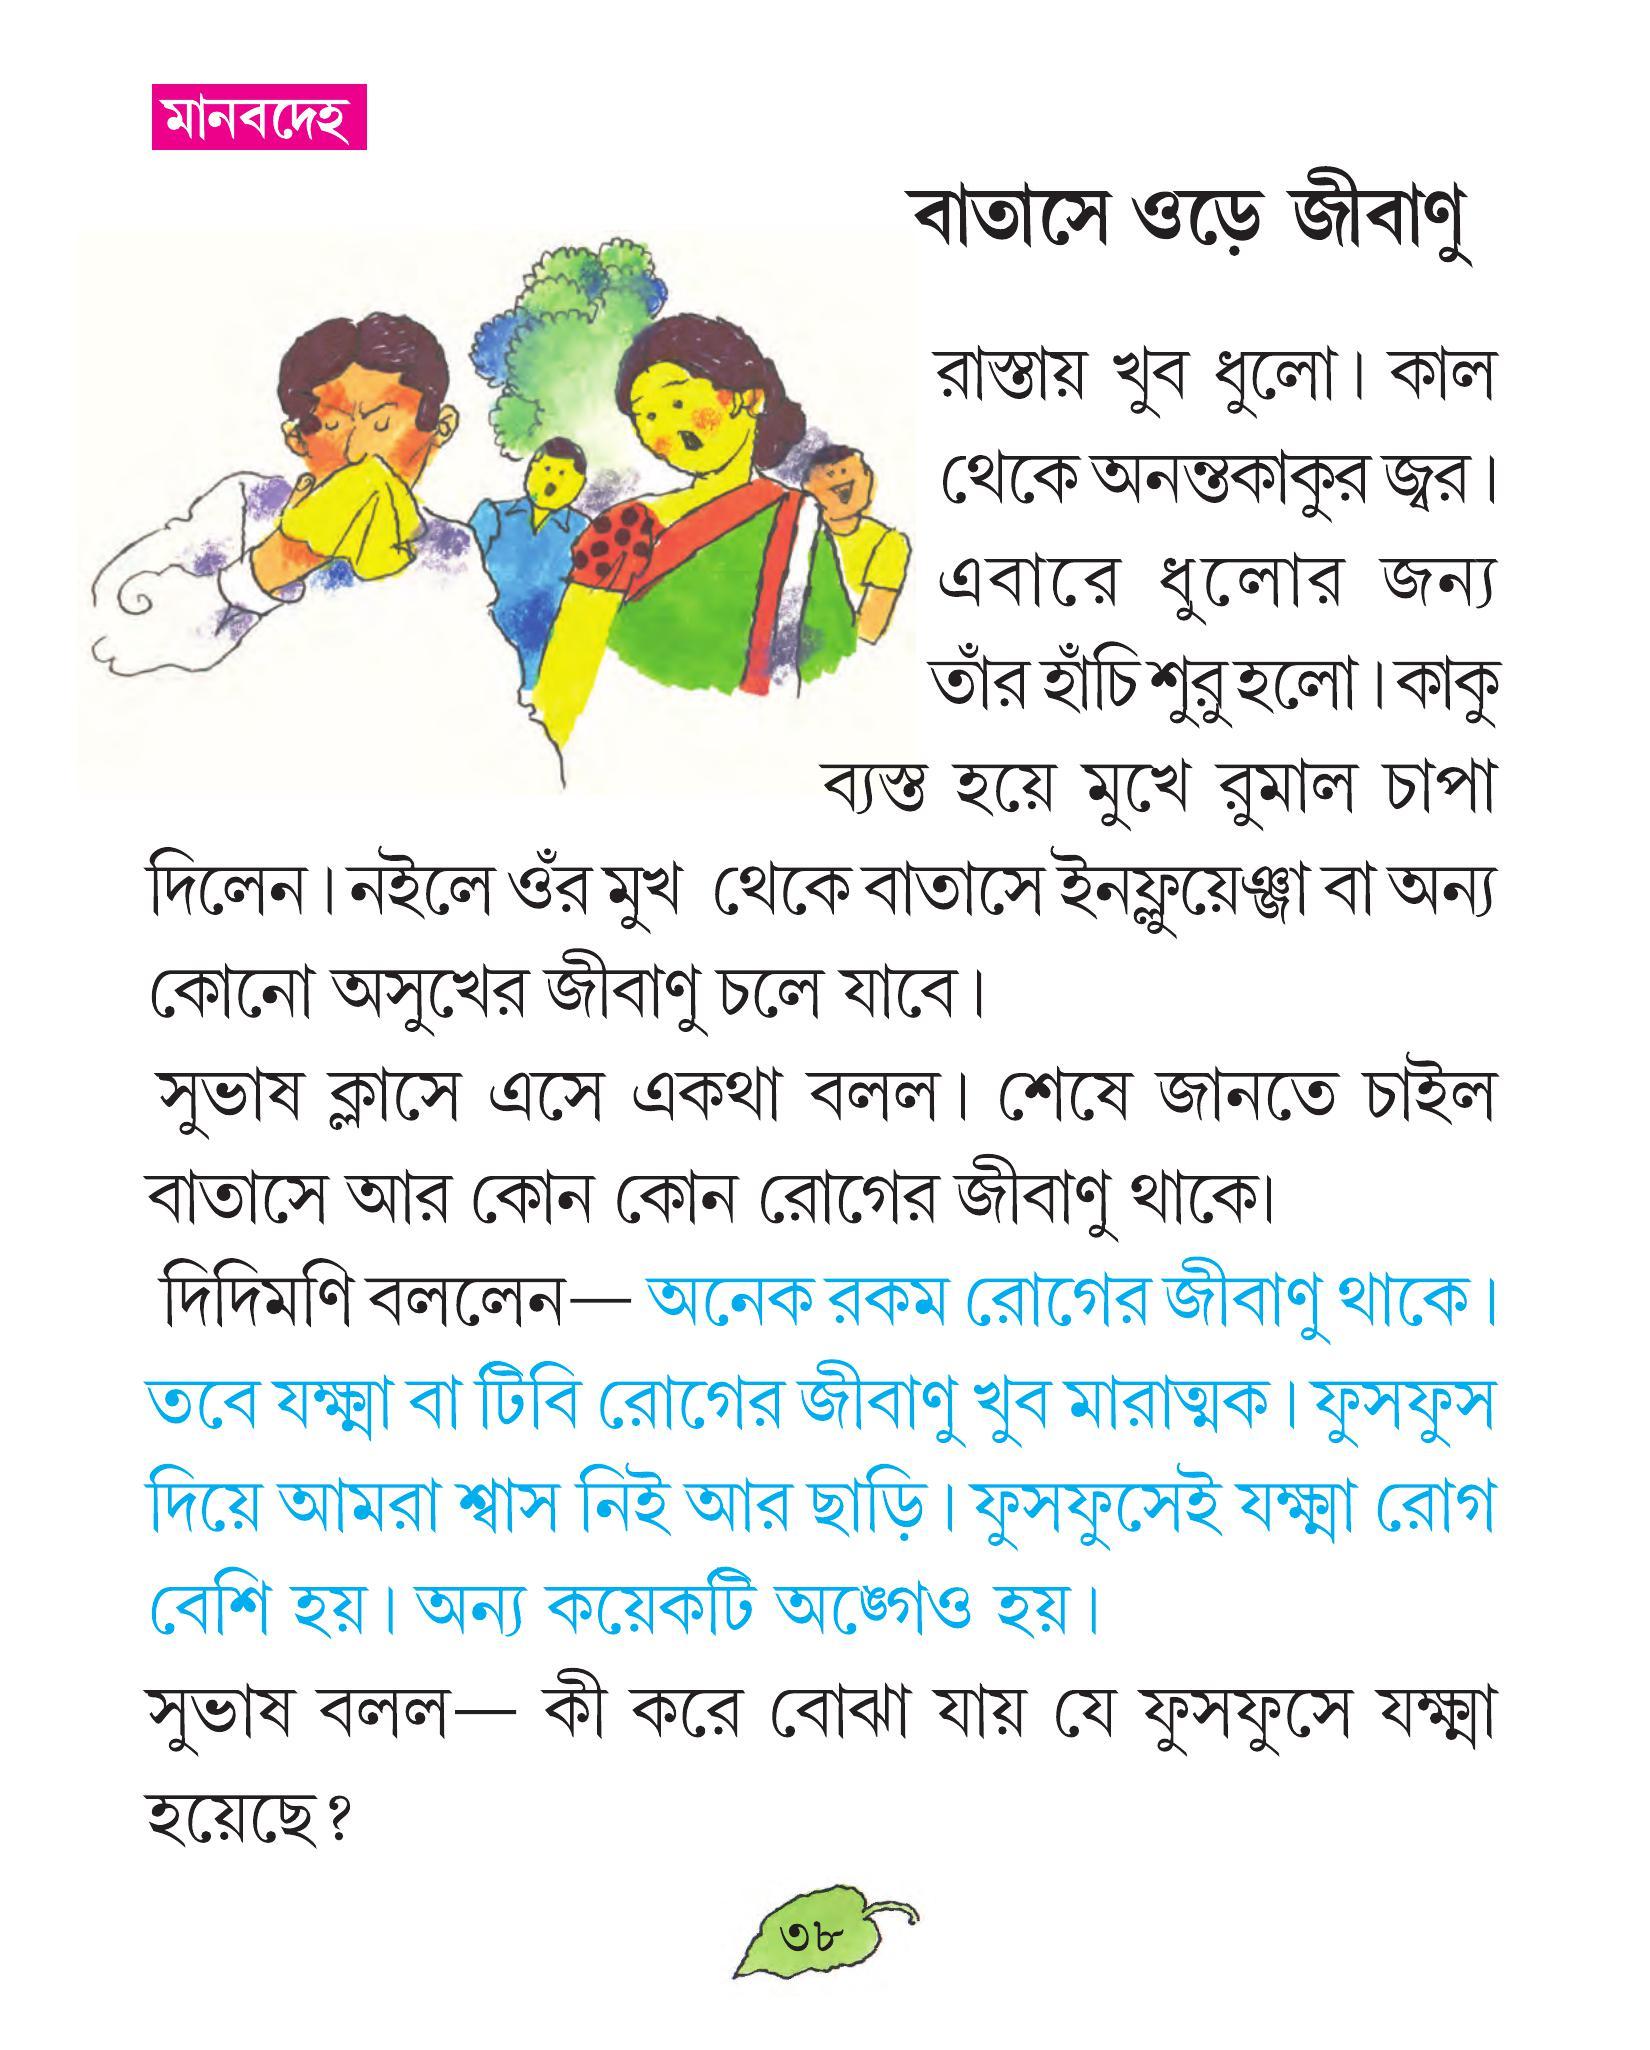 মানবদেহ
বাতাসে ওড়ে জীবাণু
রাস্তায় খুব ধুলো। কাল
থেকে অনন্তকাকুর জ্বর।
এবারে ধুলোর জন্য
তাঁর হাঁচি শুরু হলো। কাকু
ব্যস্ত হয়ে মুখে রুমাল চাপা
দিলেন। নইলে ওঁর মুখ থেকে বাতাসে ইনফ্লুয়েঞ্জা বা অন্য
কোনো অসুখের জীবাণু চলে যাবে।
সুভাষ ক্লাসে এসে একথা বলল। শেষে জানতে চাইল
বাতাসে আর কোন কোন রোগের জীবাণু থাকে।
দিদিমণি বললেন— অনেক রকম রোগের জীবাণু থাকে।
তবে যক্ষ্মা বা টিবি রোগের জীবাণু খুব মারাত্মক। ফুসফুস
দিয়ে আমরা শ্বাস নিই আর ছাড়ি। ফুসফুসেই যক্ষ্মা রোগ
বেশি হয়। অন্য কয়েকটি অঙ্গেও হয়।
সুভাষ বলল— কী করে বোঝা যায় যে ফুসফুসে যক্ষ্মা
হয়েছে?
৩৮